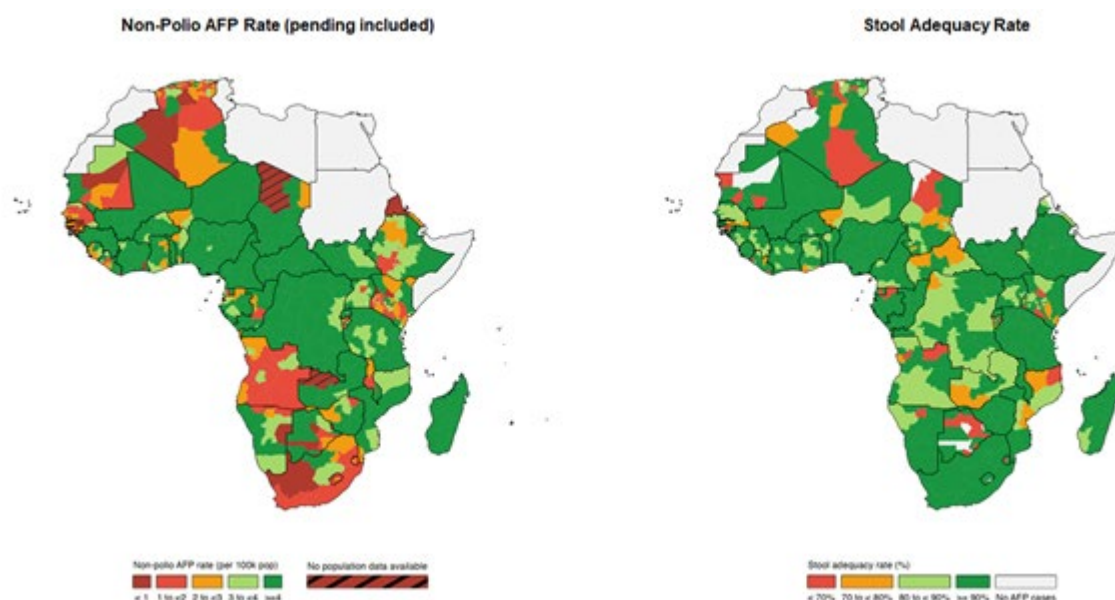 Non-Polio AFP Rate (pending included)
Stool Adequacy Rate
Non-polio AFP rate (per 100k pop)
No population data available
< 1 1 to <2 2 to <3 3 to <4 >=4
Stool adequacy rate (%)
< 70% 70 to < 80% 80 to < 90% >= 90% No AFP cases